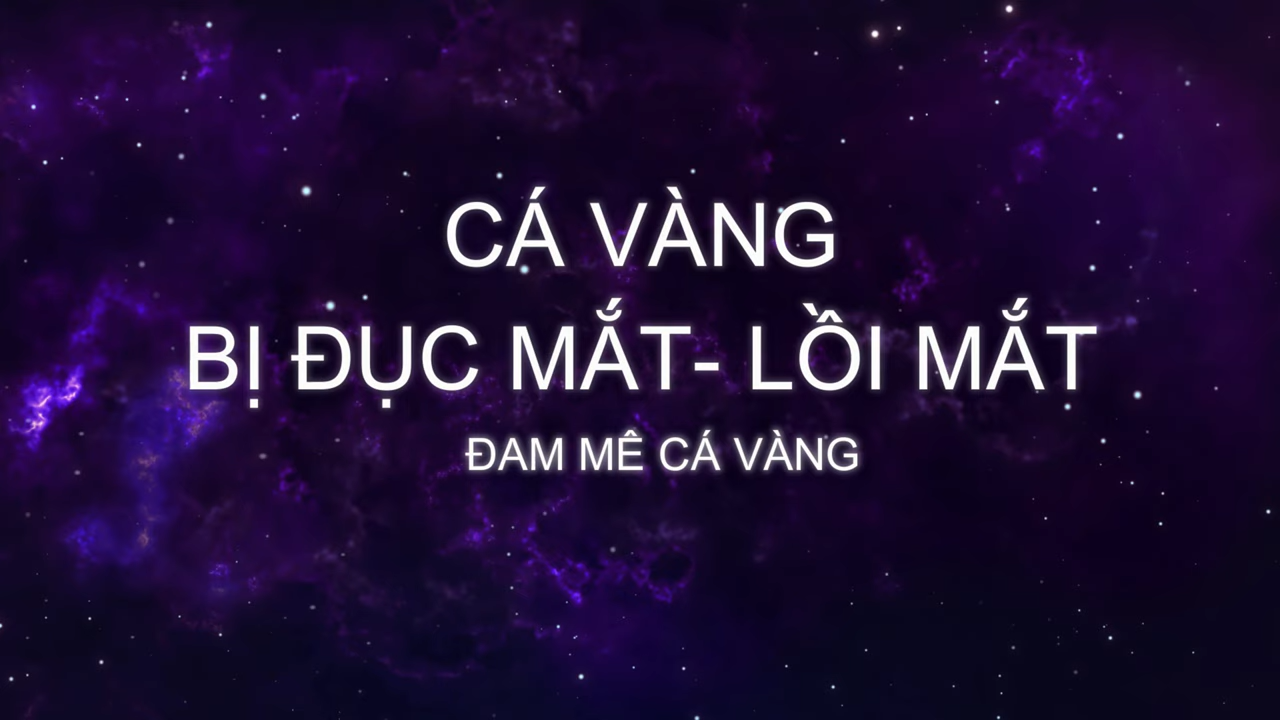 CÁ VÀNG
BỊ ĐỤC MẮT- LỒI MẮT
ĐAM MÊ CÁ VÀNG